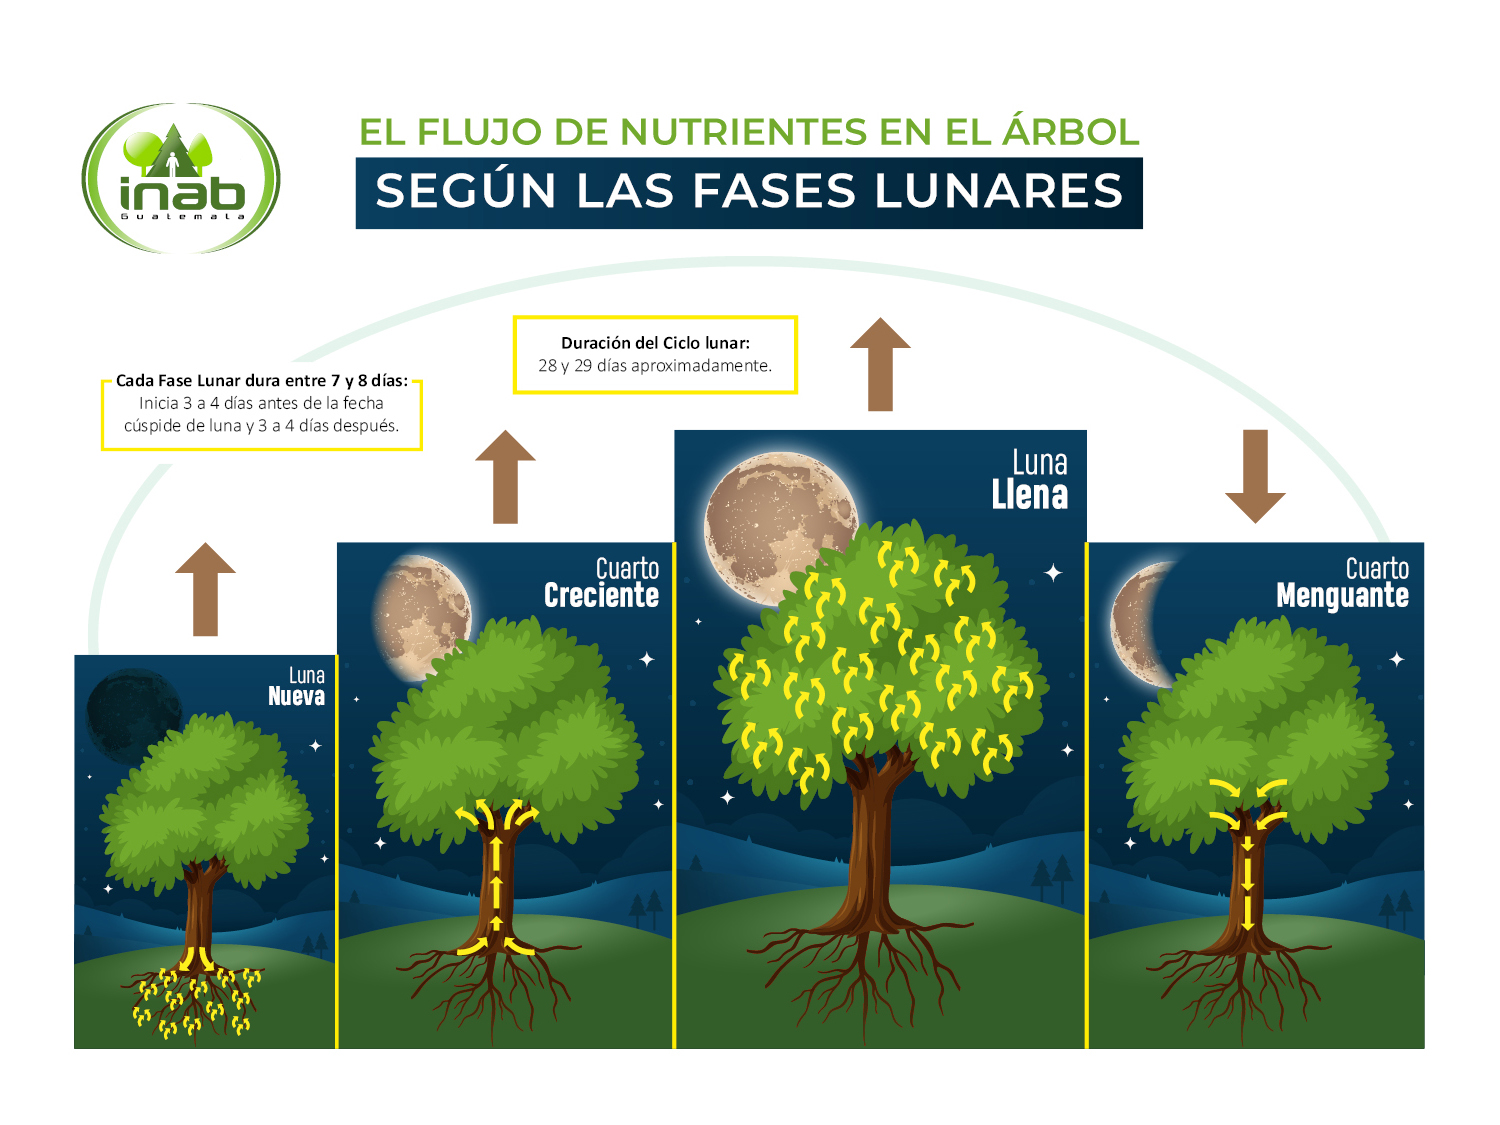 inab
Guatemala
EL FLUJO DE NUTRIENTES EN EL ÁRBOL
SEGÚN LAS FASES LUNARES
Duración del Ciclo lunar:
28 y 29 días aproximadamente.
Cada Fase Lunar dura entre 7 y 8 días:
Inicia 3 a 4 días antes de la fecha
cúspide de luna y 3 a 4 días después.
Luna
Nueva
Cuarto
Creciente
Luna
Llena
Cuarto
Menguante